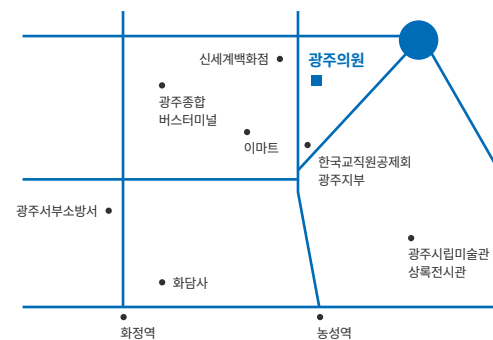 신세계백화점
광주의원
광주종합
버스터미널
이마트
한국교직원공제회
광주지부
광주서부소방서
광주시립미술관
상록전시관
화담사
화정역
농성역